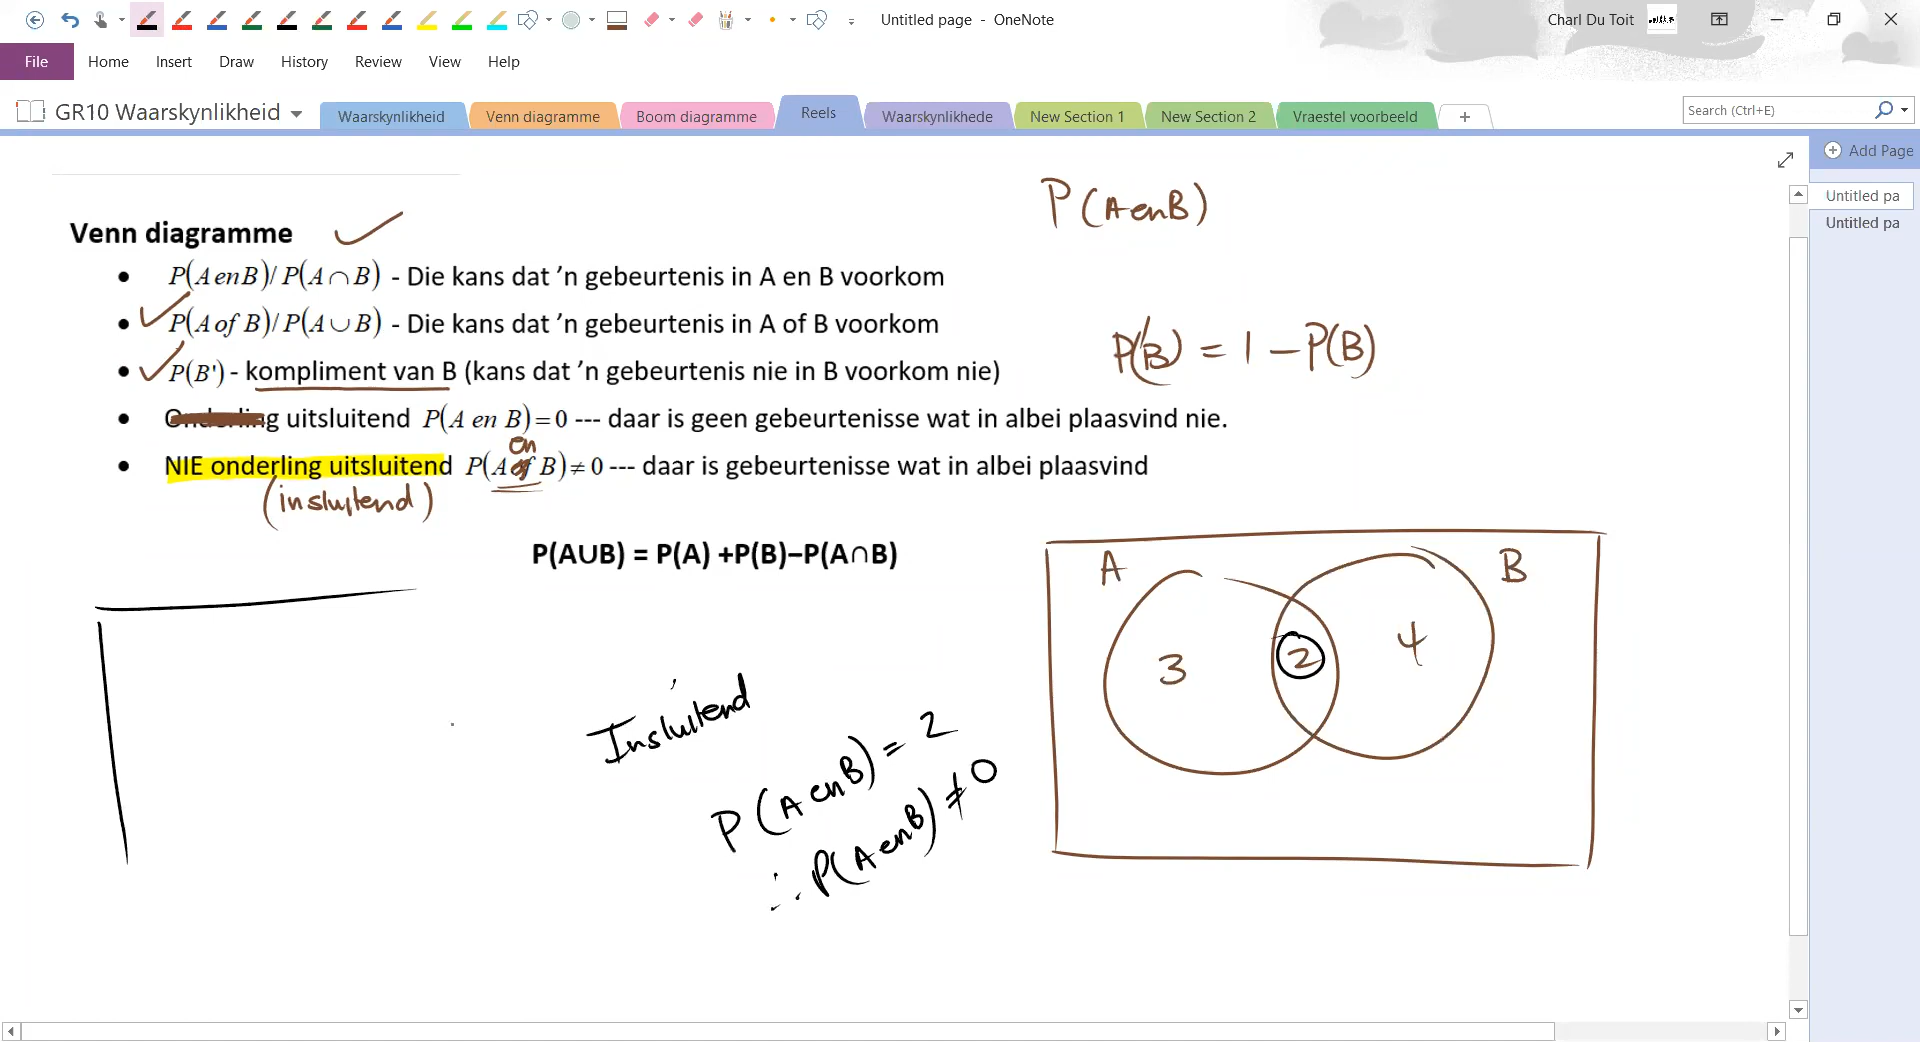 Untitled page - OneNote
Charl Du Toit
File Home Insert Draw History Review View Help
GR10 Waarskynlikheid
Waarskynlikheid Venn diagramme Boom diagramme Reels Waarskynlikhede New Section 1 New Section 2 Vraestel voorbeeld +
Search (Ctrl+E)
Add Page
Untitled pa
Untitled pa
P(A en B)
Venn diagramme
• P(A en B)/ P(A ∩ B) - Die kans dat ’n gebeurtenis in A en B voorkom
• P(A of B)/ P(A ∪ B) - Die kans dat ’n gebeurtenis in A of B voorkom
• P(B') - kompliment van B (kans dat ’n gebeurtenis nie in B voorkom nie)
P(B') = 1 - P(B)
• Onderling uitsluitend P(A en B) = 0 --- daar is geen gebeurtenisse wat in albei plaasvind nie.
en
• NIE onderling uitsluitend P(A of B) ≠ 0 --- daar is gebeurtenisse wat in albei plaasvind
(insluitend)
P(A∪B) = P(A) +P(B)–P(A∩B)
A B
3 2 4
Insluitend
P(A en B) = 2
∴ P(A en B) ≠ 0